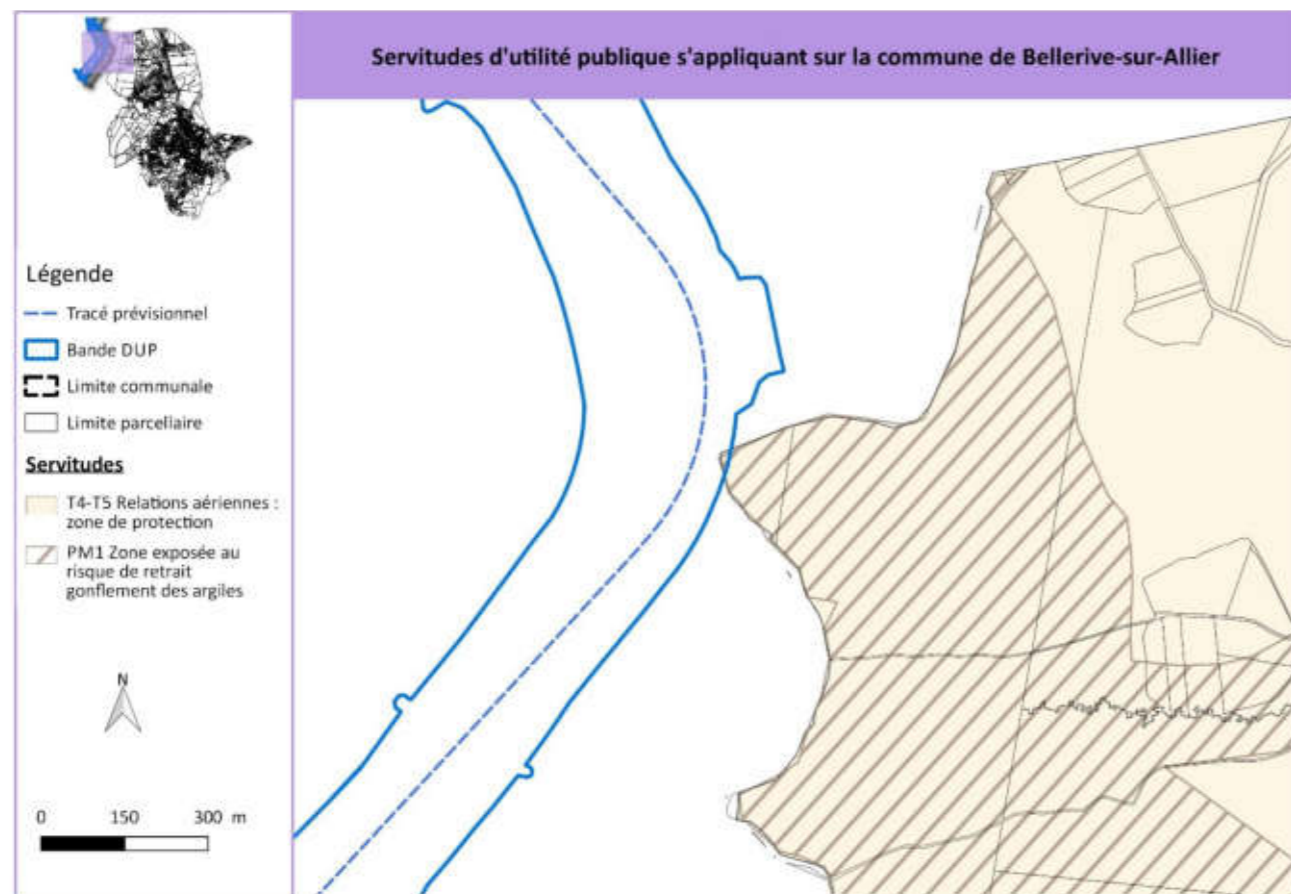 Servitudes d'utilité publique s'appliquant sur la commune de Bellerive-sur-Allier
Légende
Tracé prévisionnel
Bande DUP
Limite communale
Limite parcellaire
Servitudes
T4-T5 Relations aériennes :
zone de protection
PM1 Zone exposée au
risque de retrait
gonflement des argiles
N
0 150 300 m